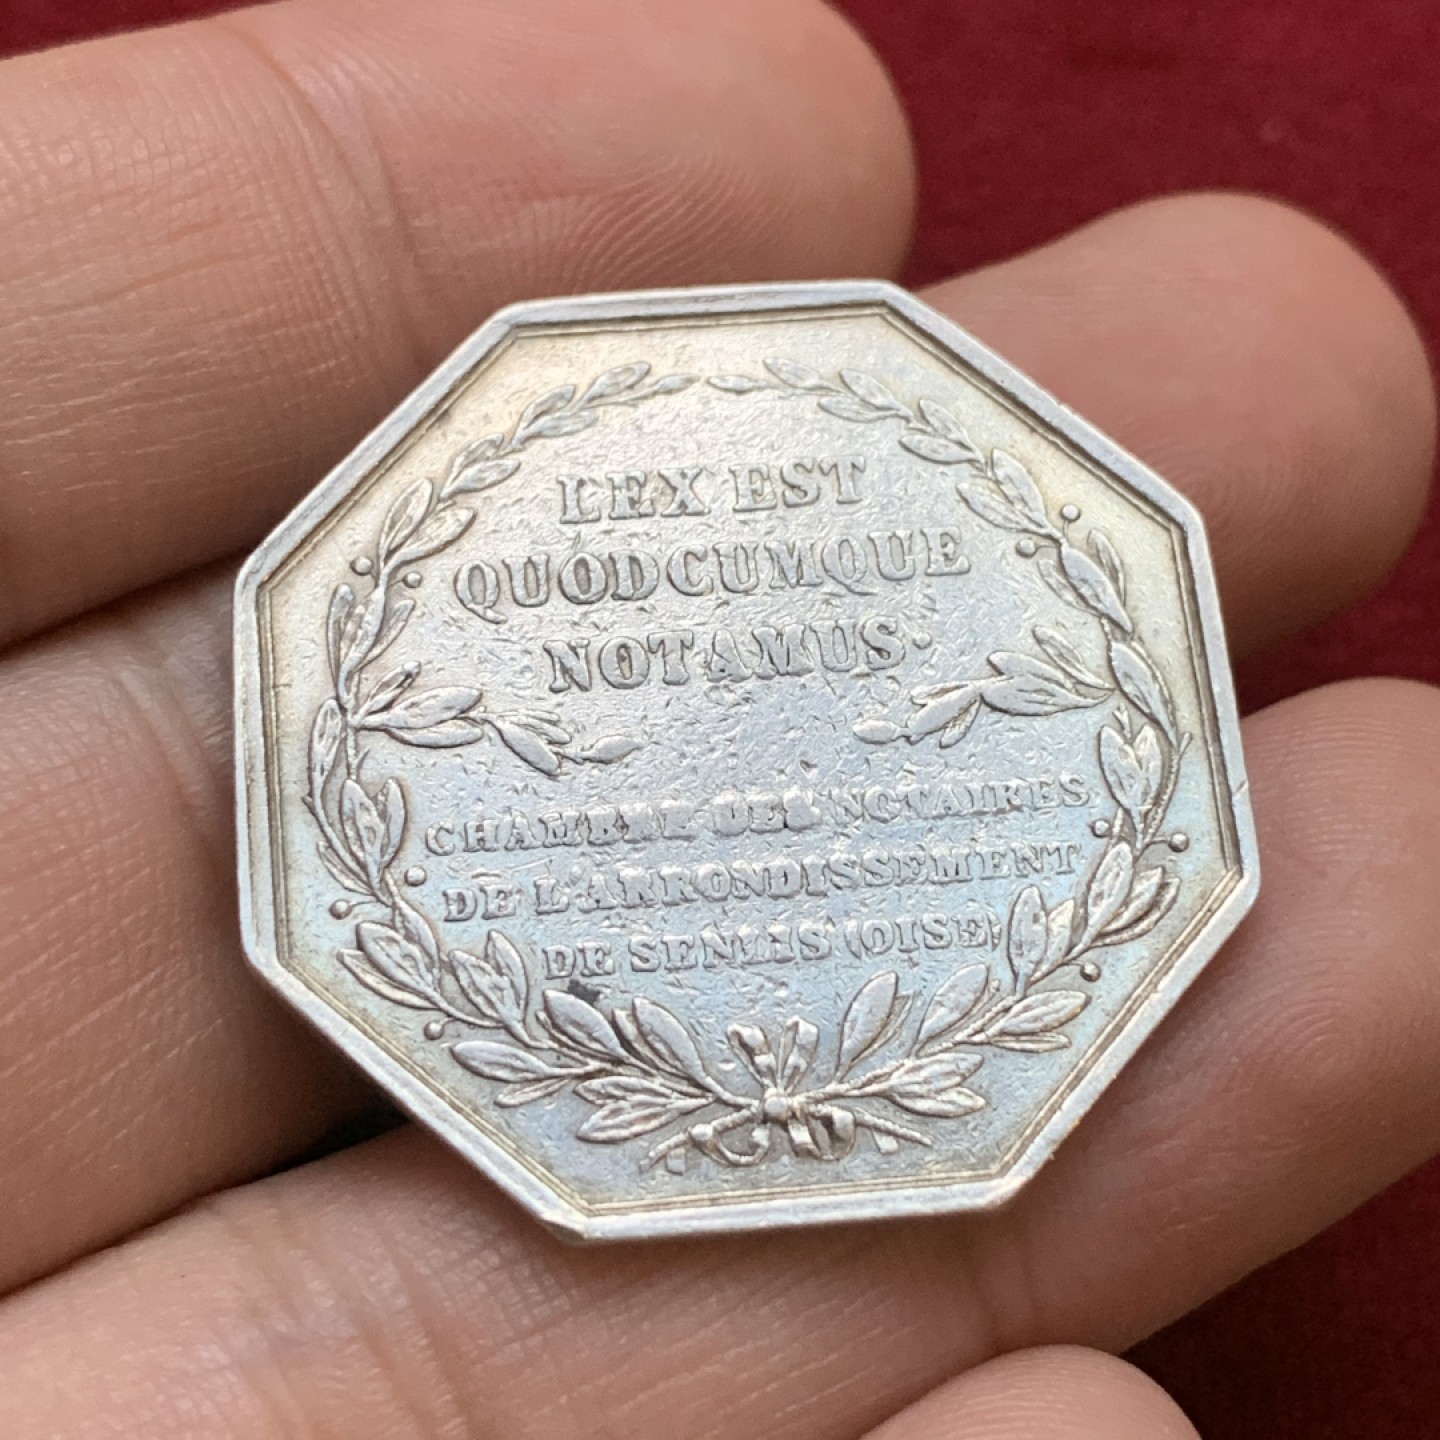 LEX EST
QUODCUMQUE
NOTAMUS.
CHAMBRE DES NOTAIRES
DE L'ARRONDISSEMENT
DE SENLIS (OISE)